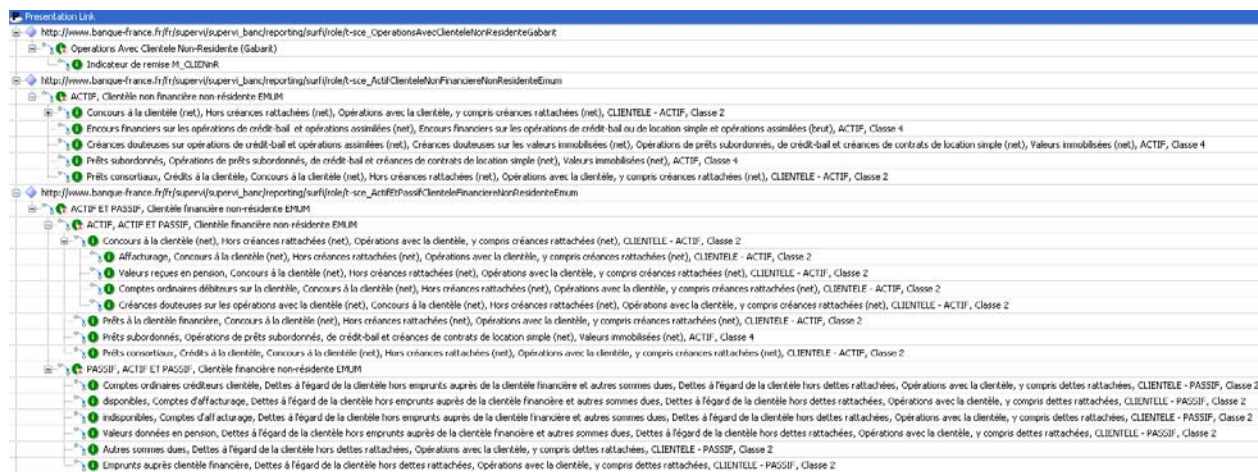 Presentation Link
http://www.banque-france.fr/fr/supervi/supervi_banc/reporting/surfi/role/t-sce_OperationsAvecClienteleNonResidenteGabarit
Operations Avec Clientele Non-Residente (Gabarit)
Indicateur de remise M_CLIENnR
http://www.banque-france.fr/fr/supervi/supervi_banc/reporting/surfi/role/t-sce_ActifClienteleNonFinanciereNonResidenteEmum
ACTIF, Clientèle non financière non-résidente EMUM
Concours à la clientèle (net), Hors créances rattachées (net), Opérations avec la clientèle, y compris créances rattachées (net), CLIENTELE - ACTIF, Classe 2
Encours financiers sur les opérations de crédit-bail et opérations assimilées (net), Encours financiers sur les opérations de crédit-bail ou de location simple et opérations assimilées (brut), ACTIF, Classe 4
Créances douteuses sur opérations de crédit-bail et opérations assimilées (net), Créances douteuses sur les valeurs immobilisées (net), Opérations de prêts subordonnés, de crédit-bail et créances de contrats de location simple (net), Valeurs immobilisées (net), ACTIF, Classe 4
Prêts subordonnés, Opérations de prêts subordonnés, de crédit-bail et créances de contrats de location simple (net), Valeurs immobilisées (net), ACTIF, Classe 4
Prêts consortiaux, Crédits à la clientèle, Concours à la clientèle (net), Hors créances rattachées (net), Opérations avec la clientèle, y compris créances rattachées (net), CLIENTELE - ACTIF, Classe 2
http://www.banque-france.fr/fr/supervi/supervi_banc/reporting/surfi/role/t-sce_ActifEtPassifClienteleFinanciereNonResidenteEmum
ACTIF ET PASSIF, Clientèle financière non-résidente EMUM
ACTIF, ACTIF ET PASSIF, Clientèle financière non-résidente EMUM
Concours à la clientèle (net), Hors créances rattachées (net), Opérations avec la clientèle, y compris créances rattachées (net), CLIENTELE - ACTIF, Classe 2
Affacturage, Concours à la clientèle (net), Hors créances rattachées (net), Opérations avec la clientèle, y compris créances rattachées (net), CLIENTELE - ACTIF, Classe 2
Valeurs reçues en pension, Concours à la clientèle (net), Hors créances rattachées (net), Opérations avec la clientèle, y compris créances rattachées (net), CLIENTELE - ACTIF, Classe 2
Comptes ordinaires débiteurs sur la clientèle, Concours à la clientèle (net), Hors créances rattachées (net), Opérations avec la clientèle, y compris créances rattachées (net), CLIENTELE - ACTIF, Classe 2
Créances douteuses sur les opérations avec la clientèle (net), Concours à la clientèle (net), Hors créances rattachées (net), Opérations avec la clientèle, y compris créances rattachées (net), CLIENTELE - ACTIF, Classe 2
Prêts à la clientèle financière, Concours à la clientèle (net), Hors créances rattachées (net), Opérations avec la clientèle, y compris créances rattachées (net), CLIENTELE - ACTIF, Classe 2
Prêts subordonnés, Opérations de prêts subordonnés, de crédit-bail et créances de contrats de location simple (net), Valeurs immobilisées (net), ACTIF, Classe 4
Prêts consortiaux, Crédits à la clientèle, Concours à la clientèle (net), Hors créances rattachées (net), Opérations avec la clientèle, y compris créances rattachées (net), CLIENTELE - ACTIF, Classe 2
PASSIF, ACTIF ET PASSIF, Clientèle financière non-résidente EMUM
Comptes ordinaires créditeurs clientèle, Dettes à l'égard de la clientèle hors emprunts auprès de la clientèle financière et autres sommes dues, Dettes à l'égard de la clientèle hors dettes rattachées, Opérations avec la clientèle, y compris dettes rattachées, CLIENTELE - PASSIF, Classe 2
disponibles, Comptes d'affacturage, Dettes à l'égard de la clientèle hors emprunts auprès de la clientèle financière et autres sommes dues, Dettes à l'égard de la clientèle hors dettes rattachées, Opérations avec la clientèle, y compris dettes rattachées, CLIENTELE - PASSIF, Classe 2
indisponibles, Comptes d'affacturage, Dettes à l'égard de la clientèle hors emprunts auprès de la clientèle financière et autres sommes dues, Dettes à l'égard de la clientèle hors dettes rattachées, Opérations avec la clientèle, y compris dettes rattachées, CLIENTELE - PASSIF, Classe 2
Valeurs données en pension, Dettes à l'égard de la clientèle hors emprunts auprès de la clientèle financière et autres sommes dues, Dettes à l'égard de la clientèle hors dettes rattachées, Opérations avec la clientèle, y compris dettes rattachées, CLIENTELE - PASSIF, Classe 2
Autres sommes dues, Dettes à l'égard de la clientèle hors dettes rattachées, Opérations avec la clientèle, y compris dettes rattachées, CLIENTELE - PASSIF, Classe 2
Emprunts auprès clientèle financière, Dettes à l'égard de la clientèle hors dettes rattachées, Opérations avec la clientèle, y compris dettes rattachées, CLIENTELE - PASSIF, Classe 2